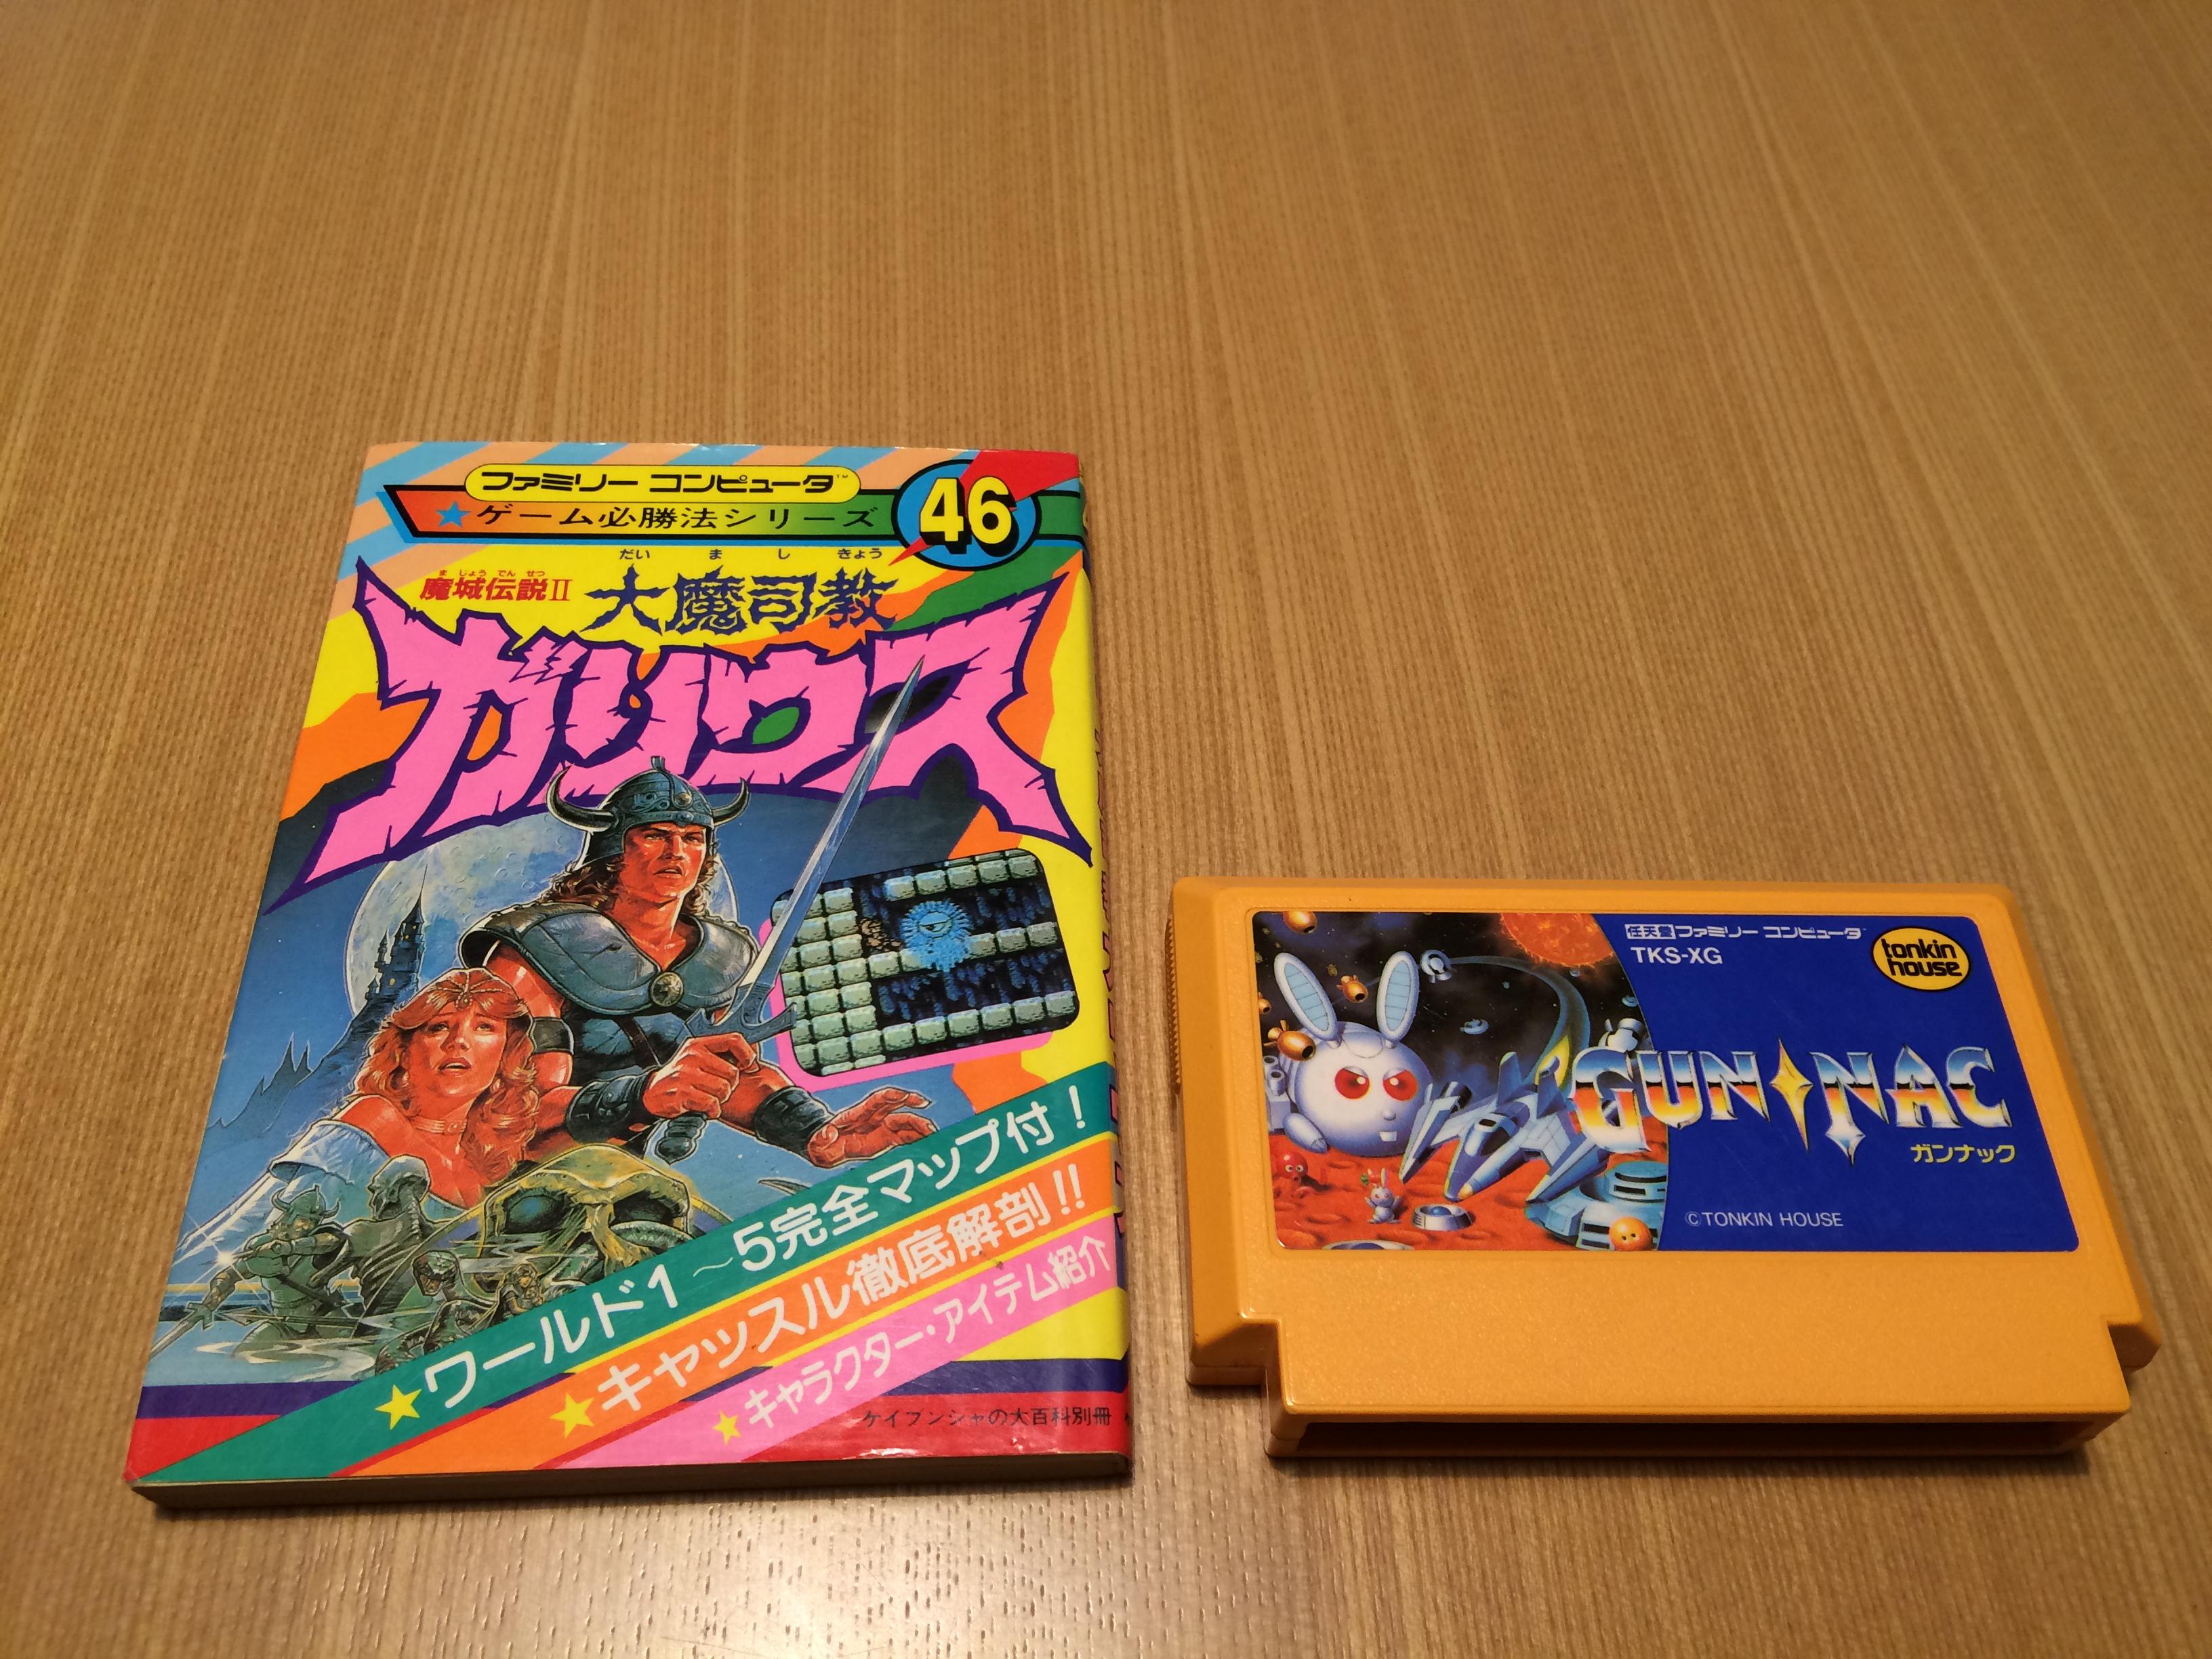 ファミリー コンピュータ™
★ゲーム必勝法シリーズ
46
だい ま し きょう
ま じょう でん せつ
魔城伝説II 大魔司教
ガリウス
★ワールド1～5完全マップ付!
★キャッスル徹底解剖!!
★キャラクター・アイテム紹介
ケイブンシャの大百科別冊
任天堂 ファミリー コンピュータ™
TKS-XG
tonkin
house
GUN NAC
ガンナック
©TONKIN HOUSE